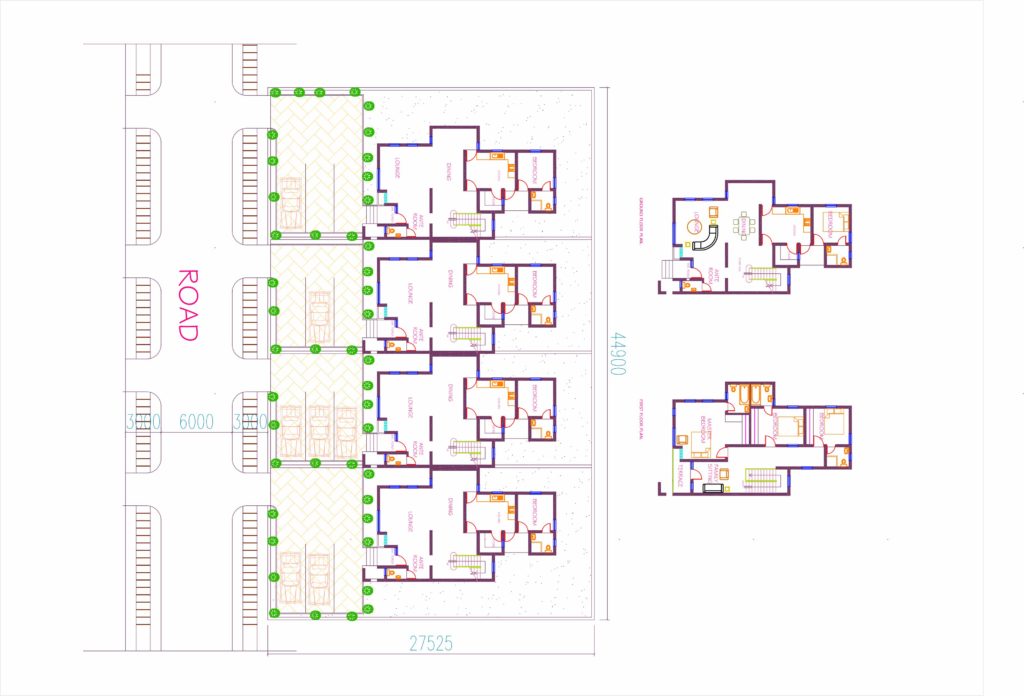 ROAD
3000
6000
3000
27525
44900
LOUNGE
DINING
BEDROOM
ANTE
ROOM
LOUNGE
DINING
BEDROOM
ANTE
ROOM
LOUNGE
DINING
BEDROOM
ANTE
ROOM
LOUNGE
DINING
BEDROOM
ANTE
ROOM
GROUND FLOOR PLAN.
LOUNGE
DINING
BEDROOM
ANTE
ROOM
FIRST FLOOR PLAN.
MASTER
BEDROOM
BEDROOM
BEDROOM
FAMILY
SITTING
TERRACE